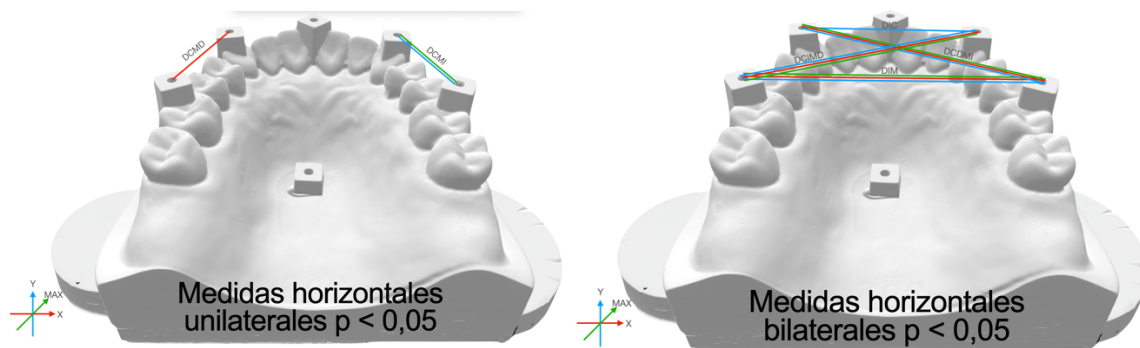 DCMD
DCMI
Y
MAX
X
Medidas horizontales
unilaterales p < 0,05
DIC
DCIMD
DCDMI
DIM
Y
MAX
X
Medidas horizontales
bilaterales p < 0,05